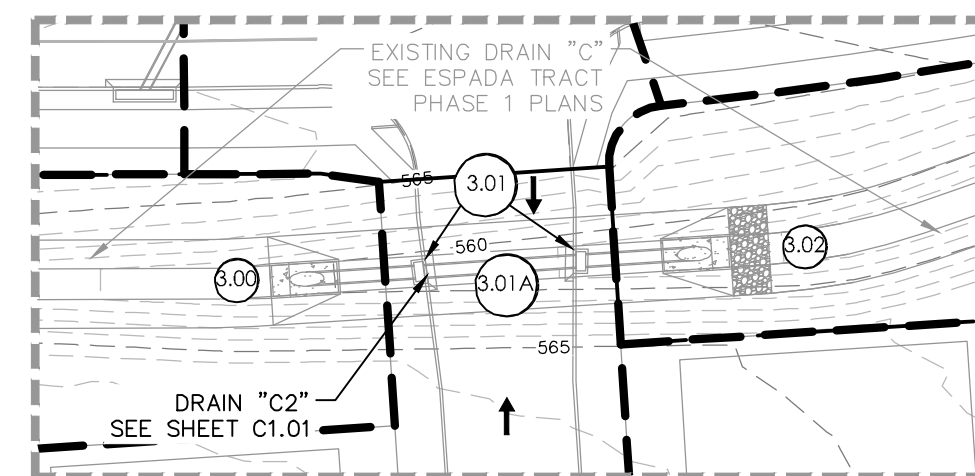 EXISTING DRAIN "C"
SEE ESPADA TRACT
PHASE 1 PLANS
565
3.01
560
3.02
3.00
3.01A
565
DRAIN "C2"
SEE SHEET C1.01